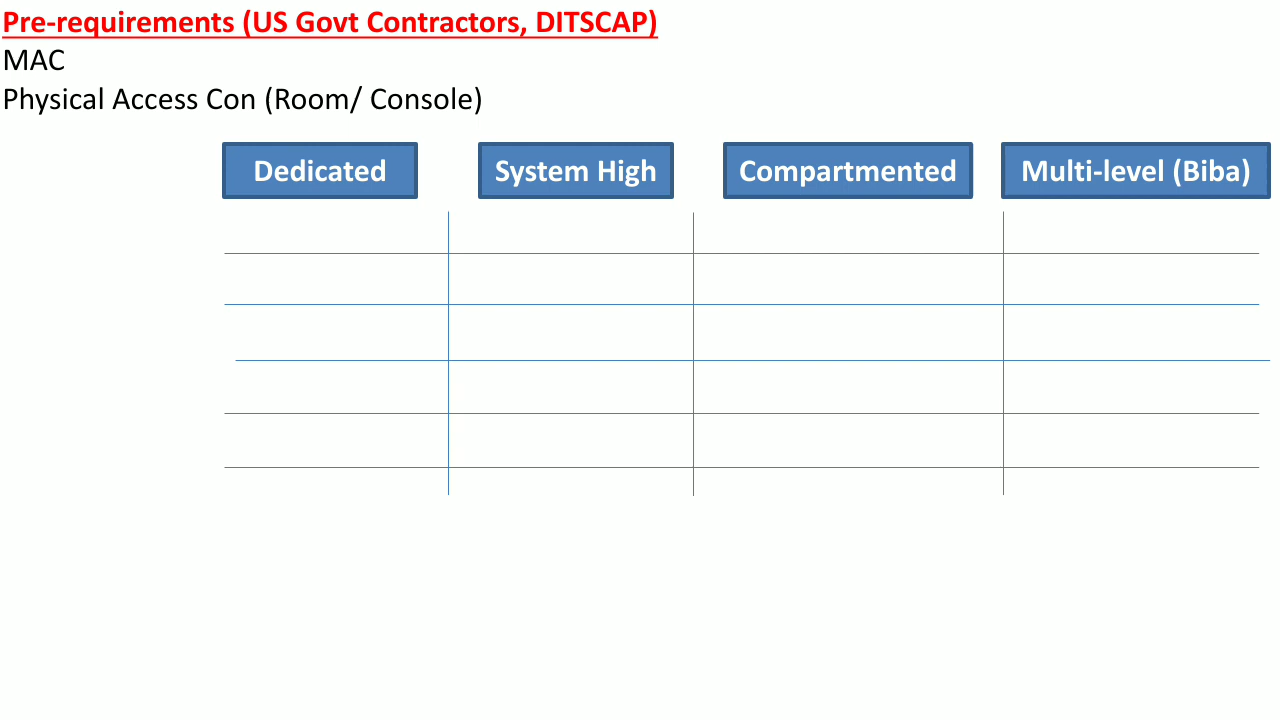 Pre-requirements (US Govt Contractors, DITSCAP)
MAC
Physical Access Con (Room/ Console)
Dedicated System High Compartmented Multi-level (Biba)